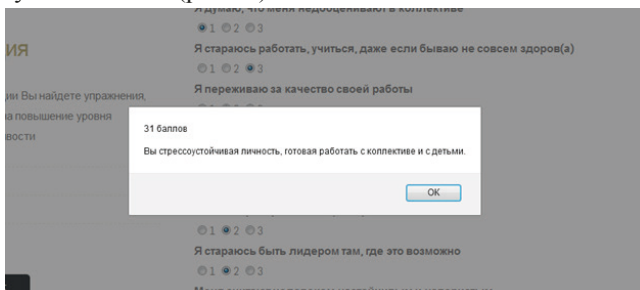 Я думаю, что меня недооценивают в коллективе
1 2 3
ИЯ
Я стараюсь работать, учиться, даже если бываю не совсем здоров(а)
1 2 3
ии Вы найдете упражнения,
Я переживаю за качество своей работы
на повышение уровня
вости
31 баллов
Вы стрессоустойчивая личность, готовая работать с коллективе и с детьми.
OK
1 2 3
Я стараюсь быть лидером там, где это возможно
1 2 3